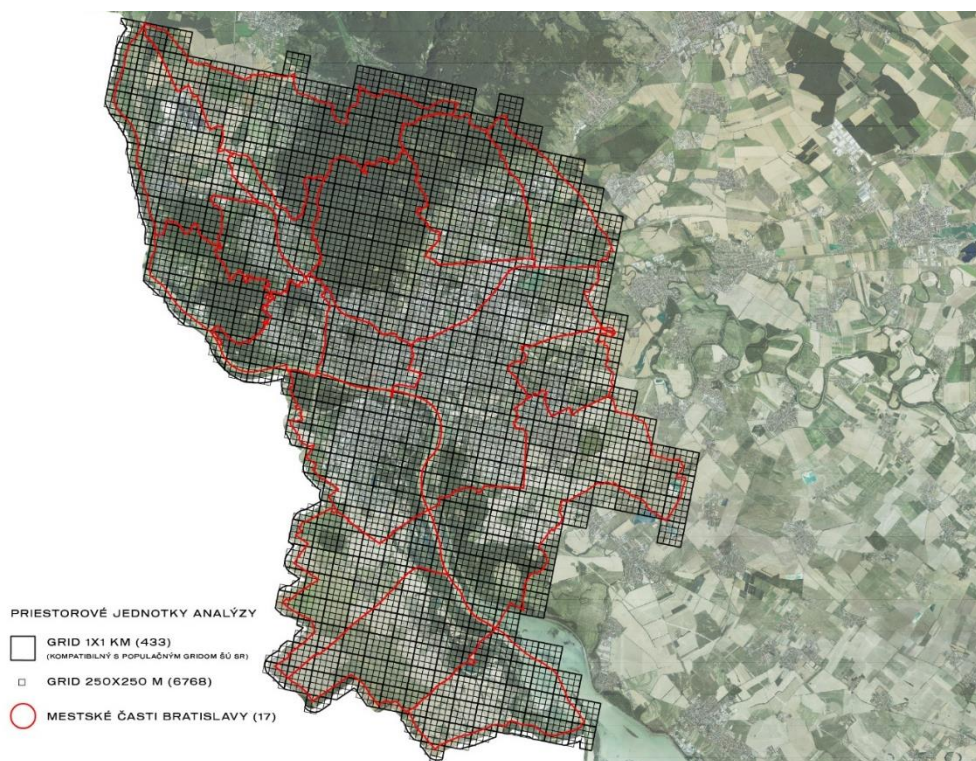 PRIESTOROVÉ JEDNOTKY ANALÝZY
GRID 1X1 KM (433)
(KOMPATIBILNÝ S POPULAČNÝM GRIDOM ŠÚ SR)
GRID 250X250 M (6768)
MESTSKÉ ČASTI BRATISLAVY (17)